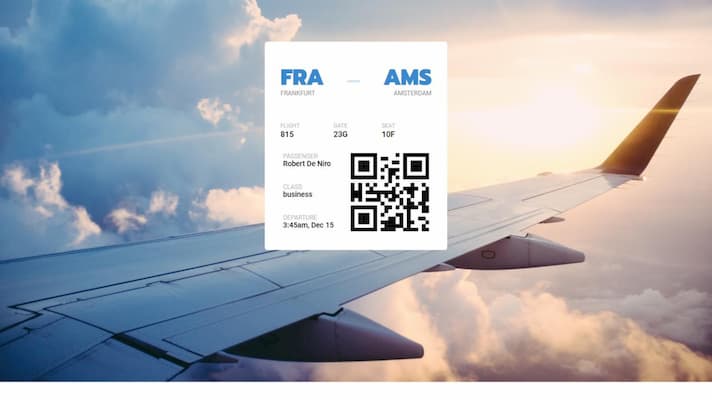 FRA — AMS
FRANKFURT AMSTERDAM
FLIGHT GATE SEAT
815 23G 10F
PASSENGER
Robert De Niro
CLASS
business
DEPARTURE
3:45am, Dec 15